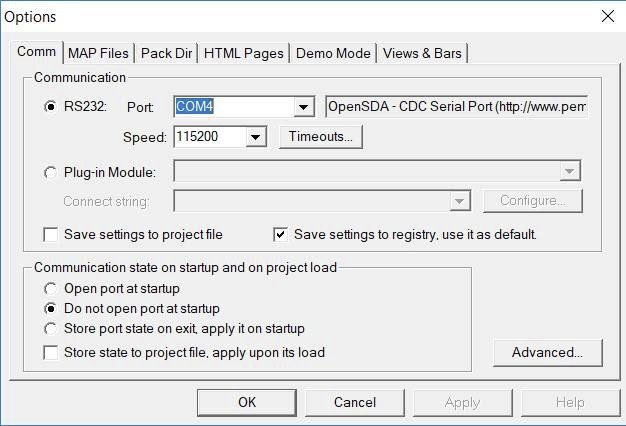 Options
Comm MAP Files Pack Dir HTML Pages Demo Mode Views & Bars
Communication
RS232: Port: COM4 OpenSDA - CDC Serial Port (http://www.pem
Speed: 115200 Timeouts...
Plug-in Module:
Connect string: Configure...
Save settings to project file Save settings to registry, use it as default.
Communication state on startup and on project load
Open port at startup
Do not open port at startup
Store port state on exit, apply it on startup
Store state to project file, apply upon its load Advanced...
OK Cancel Apply Help